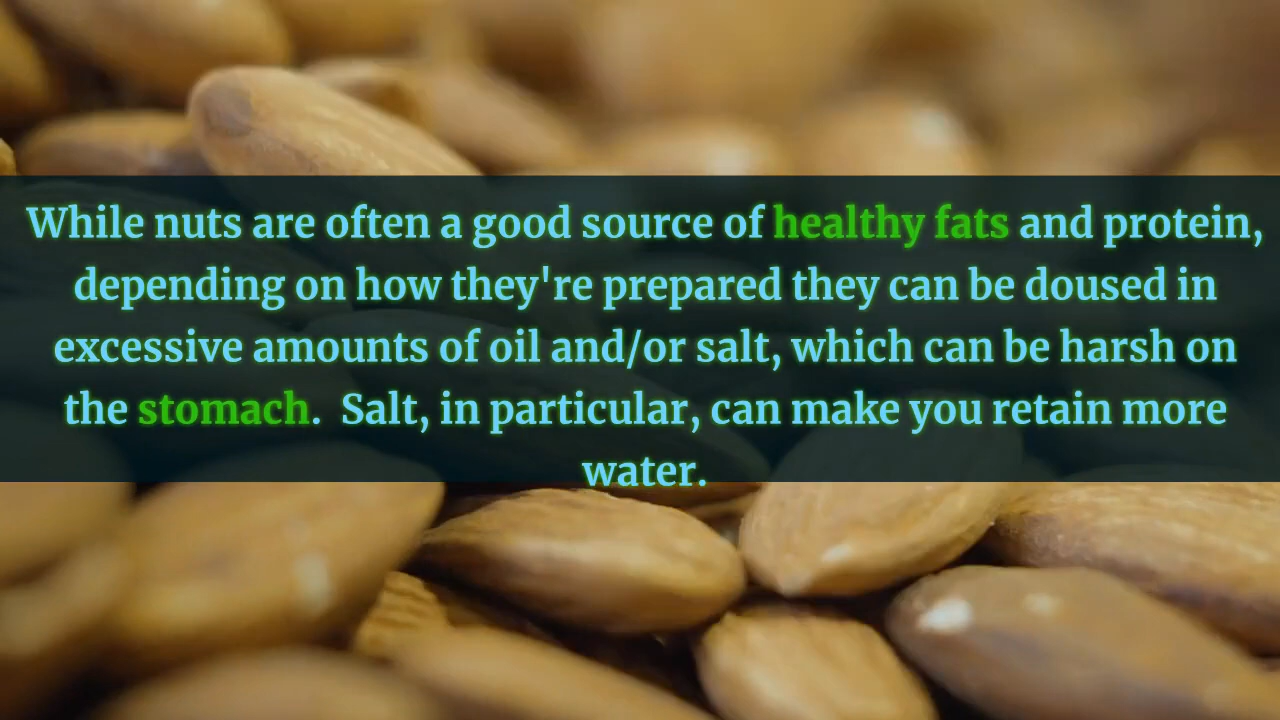 While nuts are often a good source of healthy fats and protein,
depending on how they're prepared they can be doused in
excessive amounts of oil and/or salt, which can be harsh on
the stomach.  Salt, in particular, can make you retain more
water.